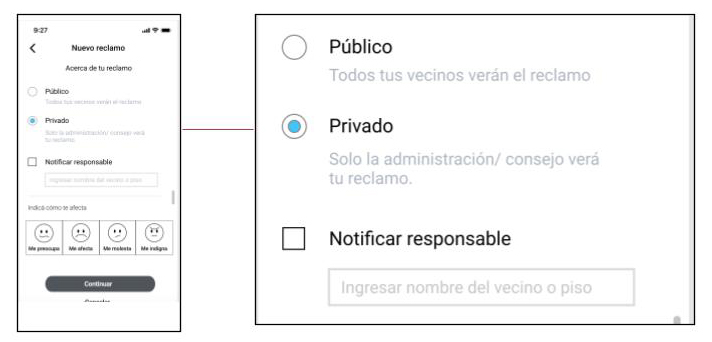 9:27
Nuevo reclamo
Acerca de tu reclamo
Público
Todos tus vecinos verán el reclamo
Privado
Solo la administración/ consejo verá
tu reclamo.
Notificar responsable
Ingresar nombre del vecino o piso
Indicá cómo te afecta
Me preocupa
Me afecta
Me molesta
Me indigna
Continuar
Cancelar
Público
Todos tus vecinos verán el reclamo
Privado
Solo la administración/ consejo verá
tu reclamo.
Notificar responsable
Ingresar nombre del vecino o piso